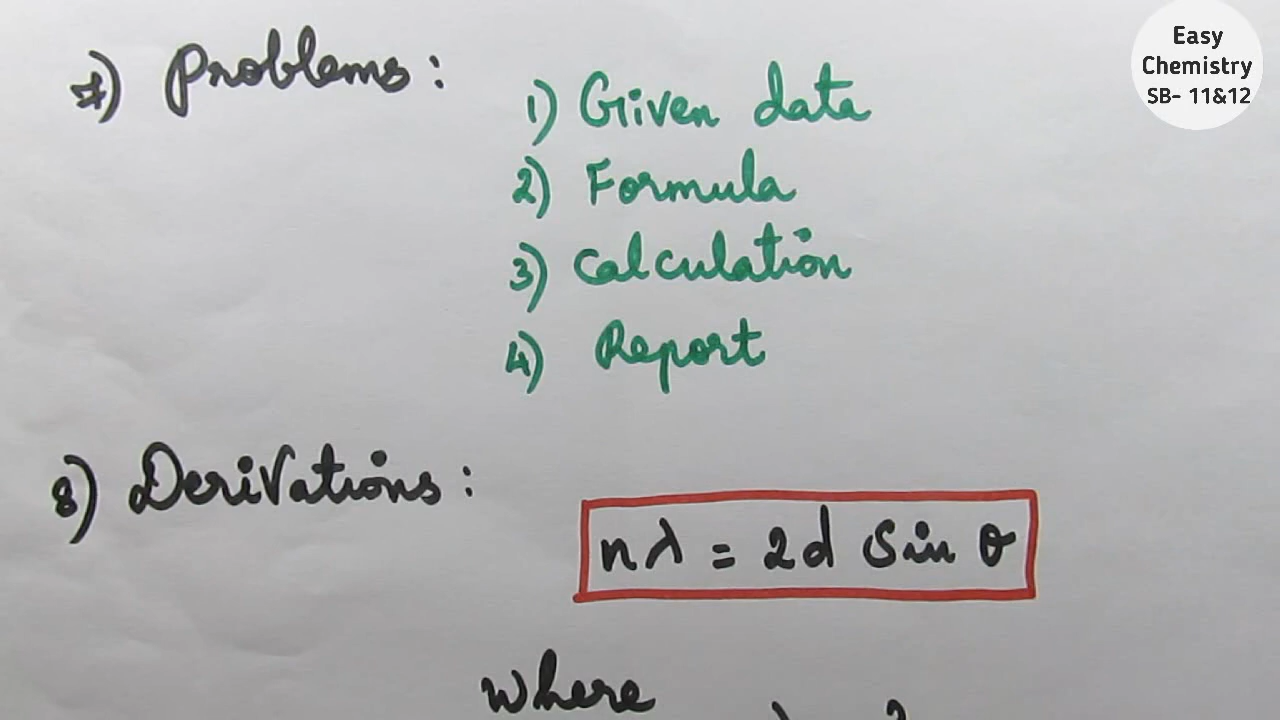 Easy
Chemistry
SB- 11&12
7) Problems:
1) Given data
2) Formula
3) Calculation
4) Report
8) Derivations:
nλ = 2d Sin θ
Where